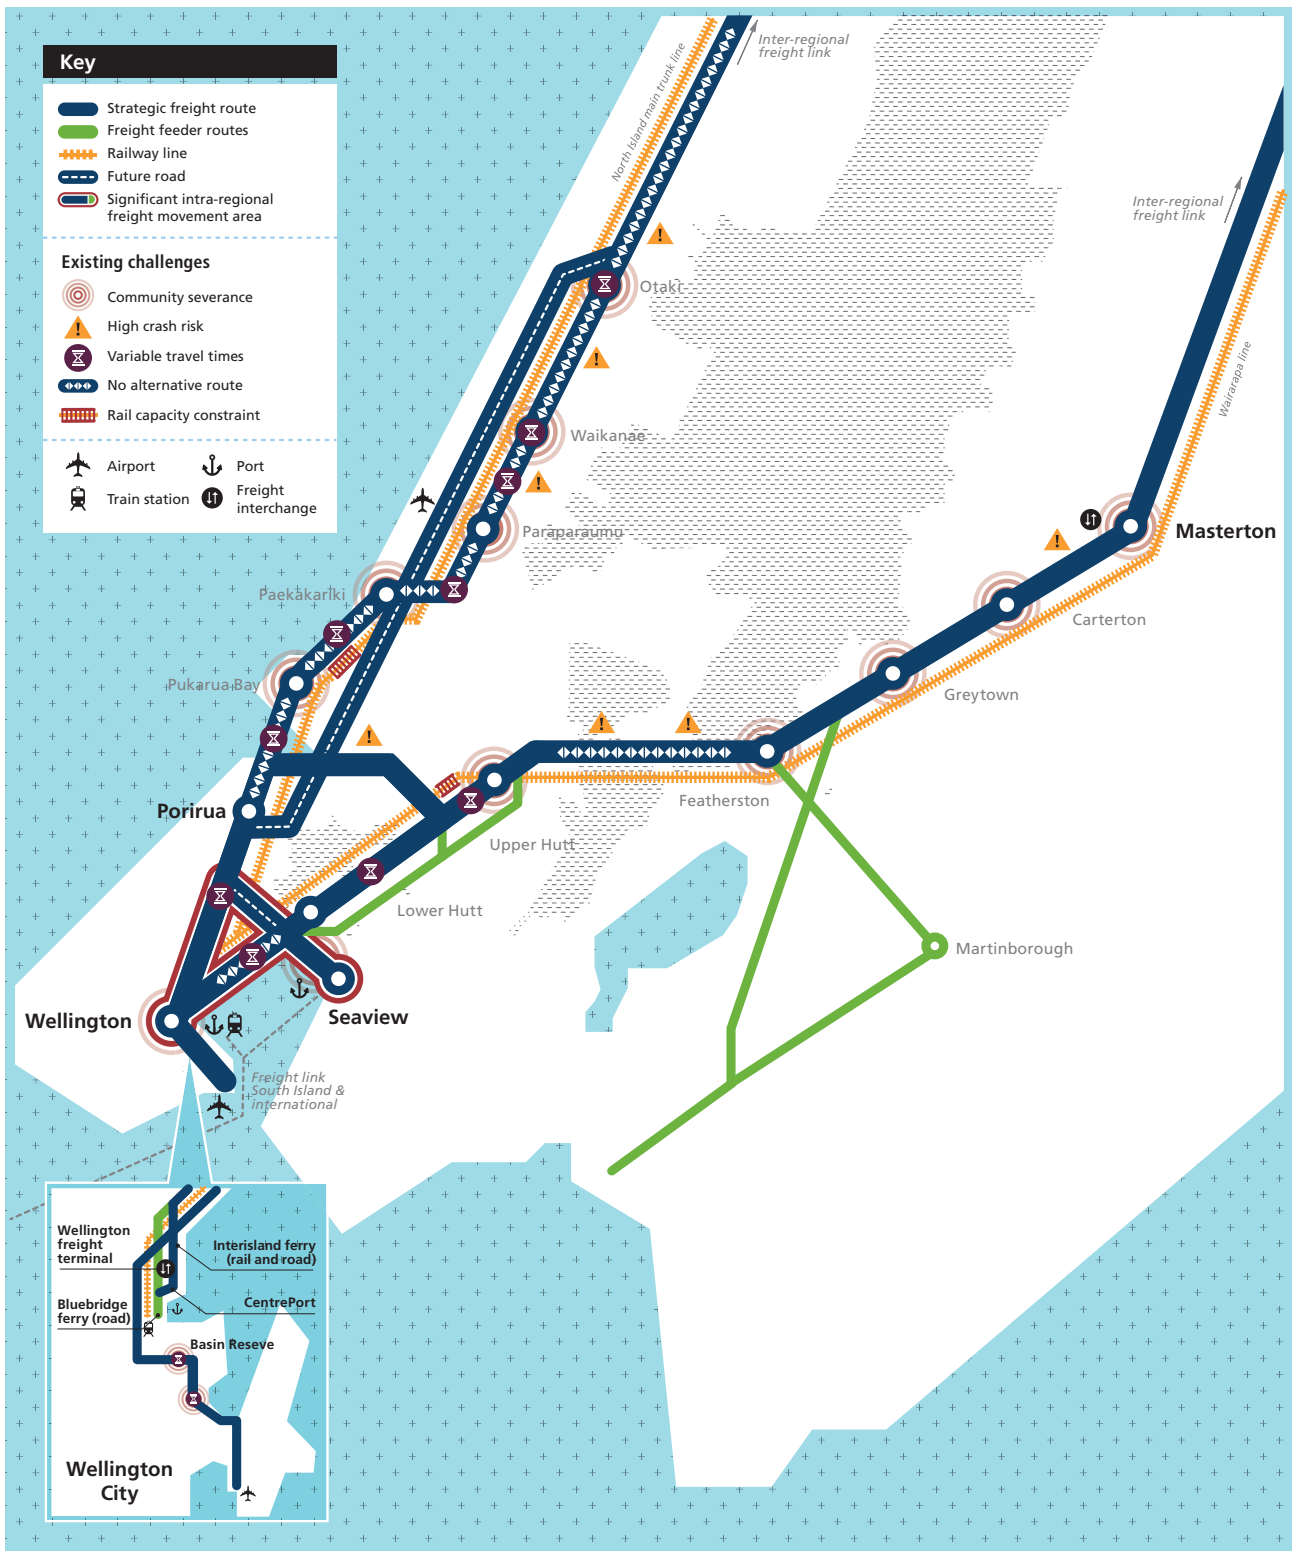 Key
Strategic freight route
Freight feeder routes
Railway line
Future road
Significant intra-regional
freight movement area
Existing challenges
Community severance
High crash risk
Variable travel times
No alternative route
Rail capacity constraint
Airport
Port
Train station
Freight
interchange
Inter-regional
freight link
North Island main trunk line
Inter-regional
freight link
Otaki
Wairarapa line
Waikanae
Paraparaumu
Masterton
Paekakariki
Carterton
Pukarua Bay
Greytown
Porirua
Featherston
Upper Hutt
Lower Hutt
Martinborough
Wellington
Seaview
Freight link
South Island &
international
Wellington
freight
terminal
Interisland ferry
(rail and road)
Bluebridge
ferry (road)
CentrePort
Basin Reseve
Wellington
City